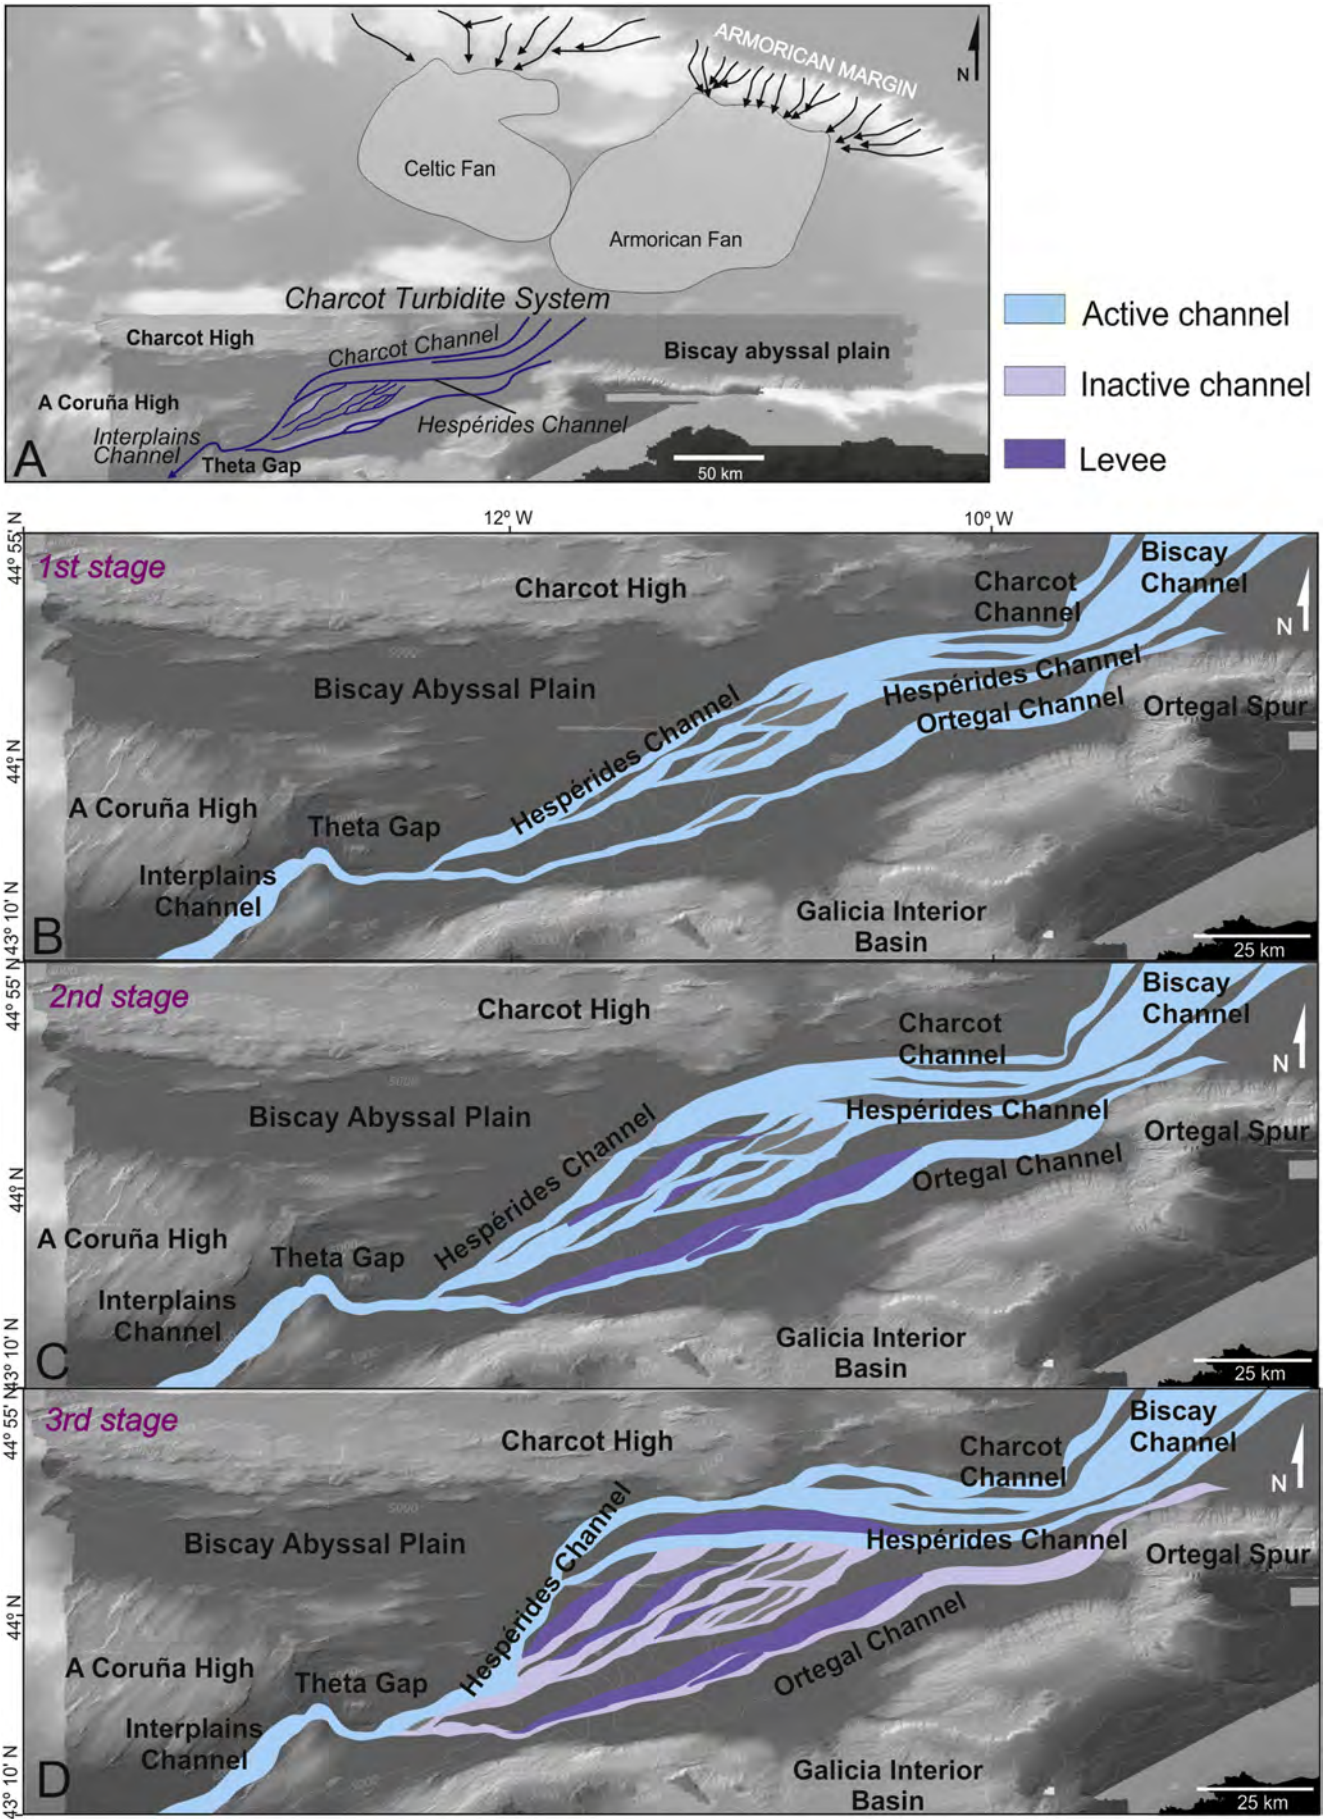 ARMORICAN MARGIN
N
Celtic Fan
Armorican Fan
Charcot Turbidite System
Charcot High
Charcot Channel
Biscay abyssal plain
A Coruña High
Hespérides Channel
Interplains
Channel
Theta Gap
A
50 km
Active channel
Inactive channel
Levee
12º W
10º W
44º 55' N
44º N
43º 10' N
1st stage
Charcot High
Charcot
Channel
Biscay
Channel
N
5000
Biscay Abyssal Plain
Hespérides Channel
Hespérides Channel
Ortegal Channel
Ortegal Spur
A Coruña High
Theta Gap
Interplains
Channel
Galicia Interior
Basin
B
25 km
44º 55' N
44º N
43º 10' N
2nd stage
Charcot High
Charcot
Channel
Biscay
Channel
N
5000
Biscay Abyssal Plain
Hespérides Channel
Hespérides Channel
Ortegal Channel
Ortegal Spur
A Coruña High
Theta Gap
Interplains
Channel
Galicia Interior
Basin
C
25 km
44º 55' N
44º N
43º 10' N
3rd stage
Charcot High
Charcot
Channel
Biscay
Channel
N
5000
Biscay Abyssal Plain
Hespérides Channel
Hespérides Channel
Ortegal Channel
Ortegal Spur
A Coruña High
Theta Gap
Interplains
Channel
Galicia Interior
Basin
D
25 km